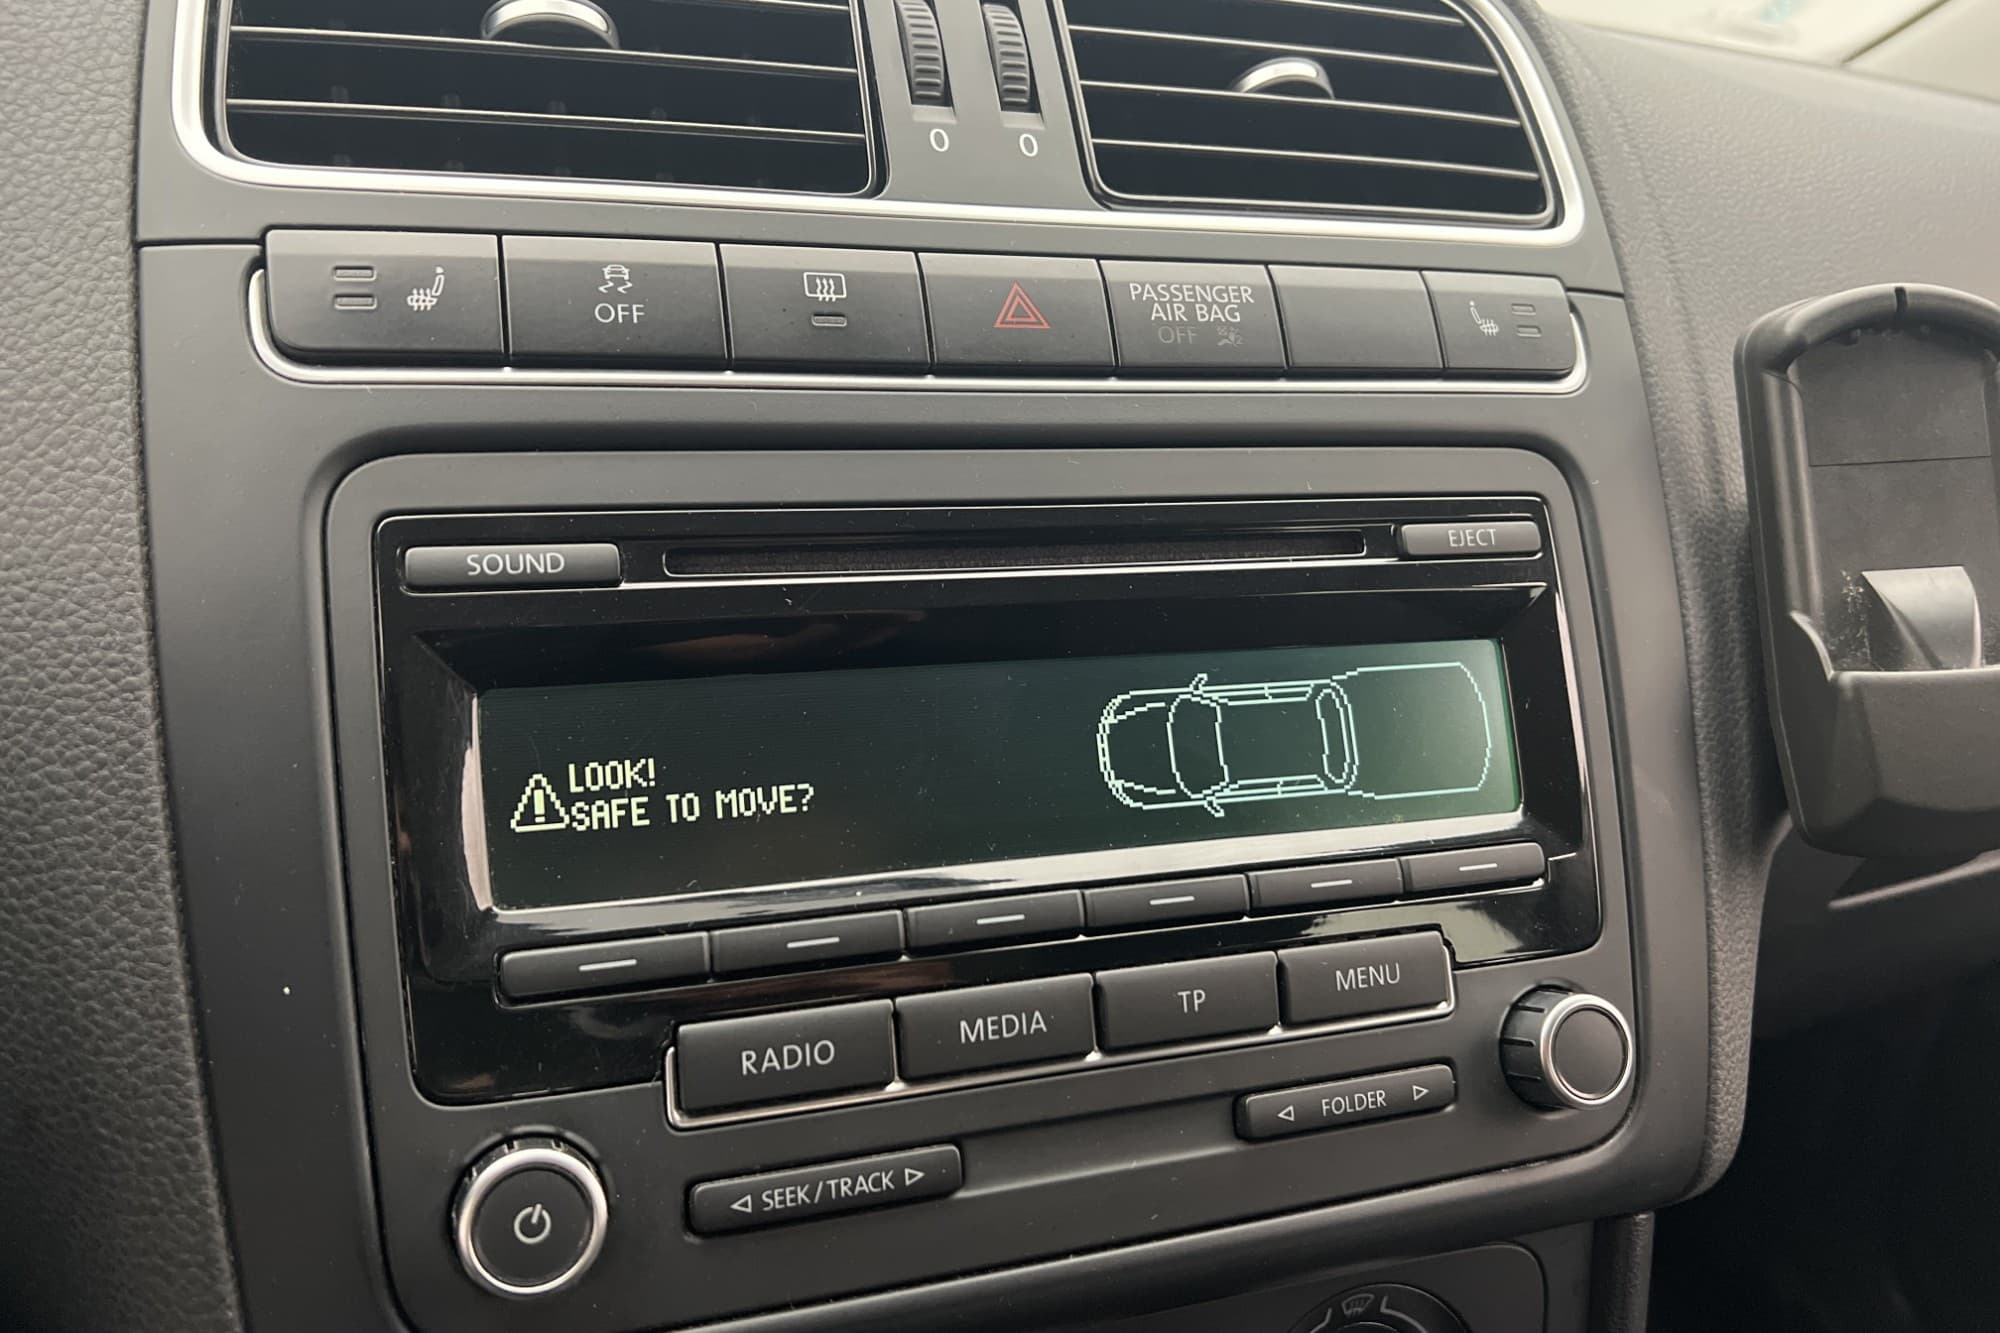 0 0
OFF
PASSENGER
AIR BAG
OFF
SOUND
EJECT
LOOK!
SAFE TO MOVE?
RADIO
MEDIA
TP
MENU
FOLDER
SEEK/TRACK